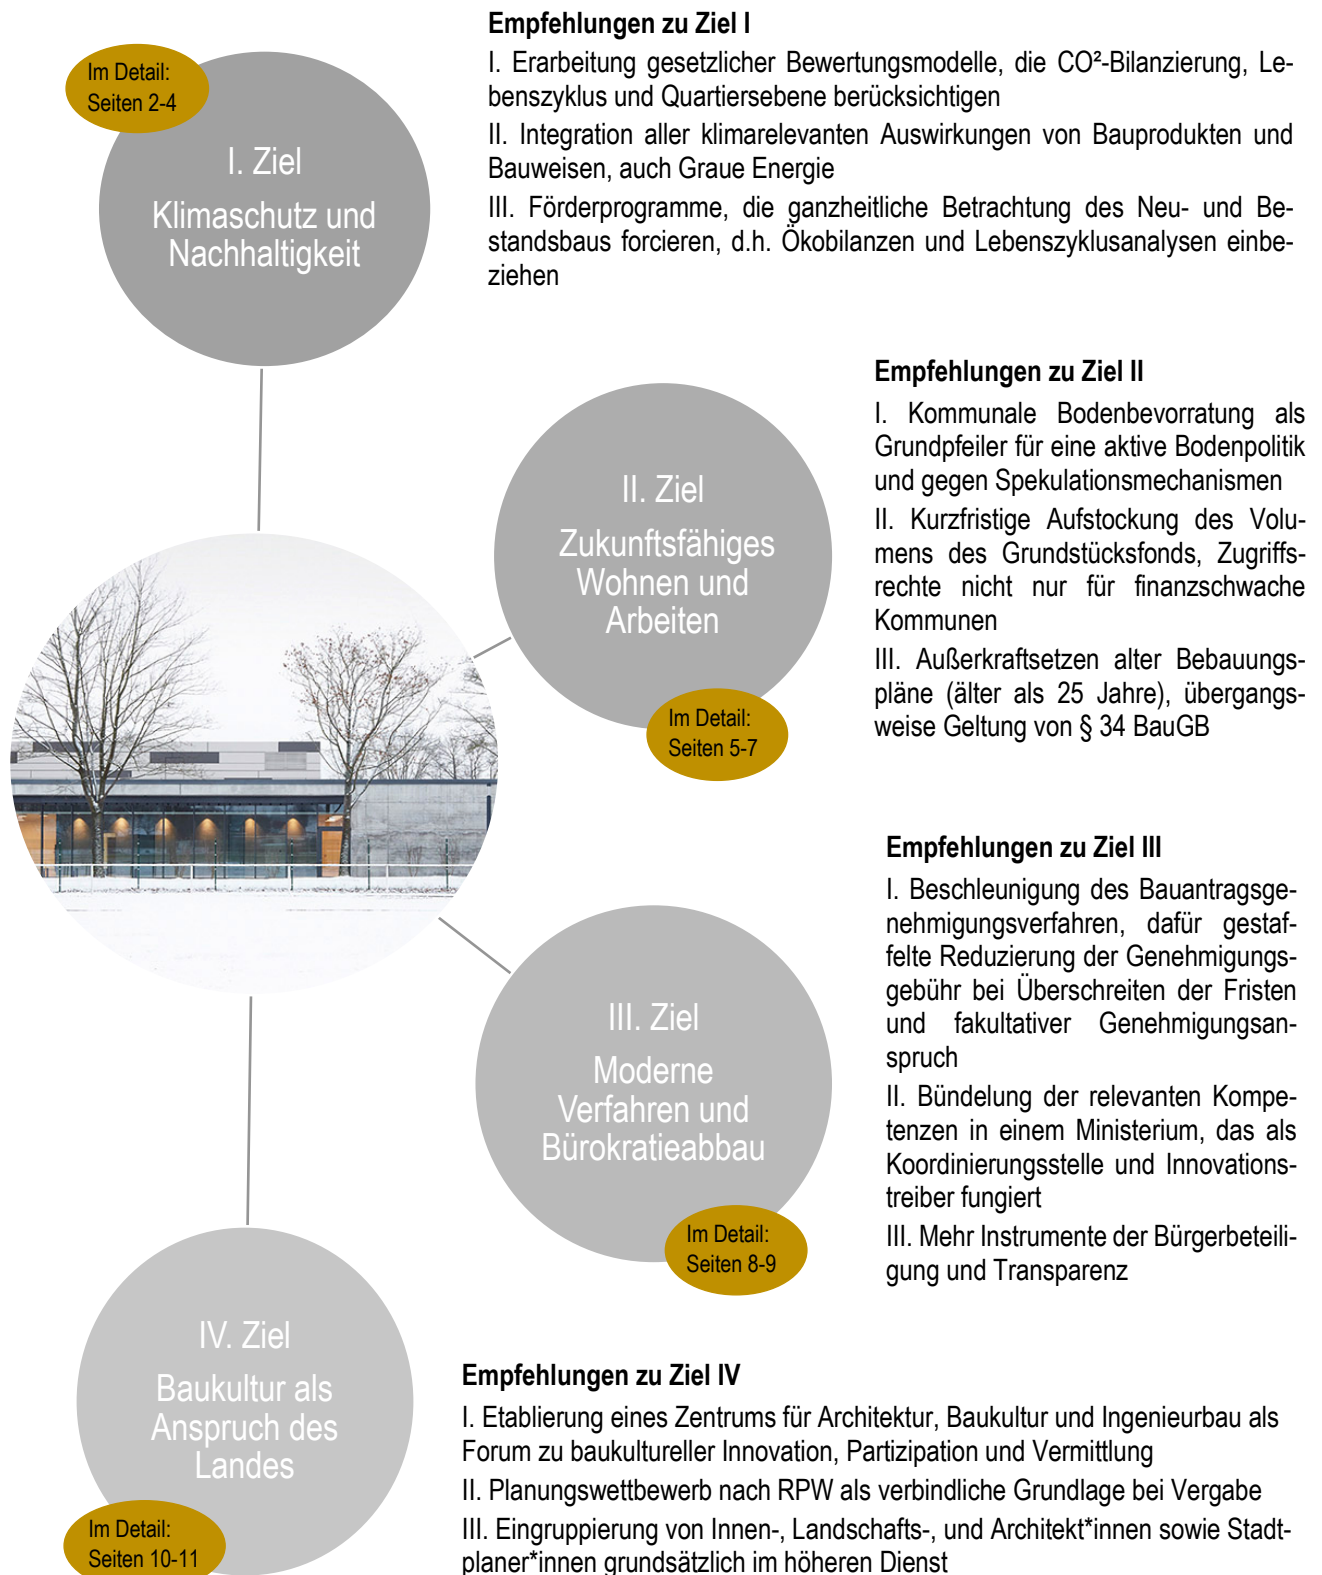 Empfehlungen zu Ziel I
I. Erarbeitung gesetzlicher Bewertungsmodelle, die CO²-Bilanzierung, Le-
benszyklus und Quartiersebene berücksichtigen
II. Integration aller klimarelevanten Auswirkungen von Bauprodukten und
Bauweisen, auch Graue Energie
III. Förderprogramme, die ganzheitliche Betrachtung des Neu- und Be-
standsbaus forcieren, d.h. Ökobilanzen und Lebenszyklusanalysen einbe-
ziehen
Im Detail:
Seiten 2-4
I. Ziel
Klimaschutz und
Nachhaltigkeit
Empfehlungen zu Ziel II
I. Kommunale Bodenbevorratung als
Grundpfeiler für eine aktive Bodenpolitik
und gegen Spekulationsmechanismen
II. Kurzfristige Aufstockung des Volu-
mens des Grundstücksfonds, Zugriffs-
rechte nicht nur für finanzschwache
Kommunen
III. Außerkraftsetzen alter Bebauungs-
pläne (älter als 25 Jahre), übergangs-
weise Geltung von § 34 BauGB
II. Ziel
Zukunftsfähiges
Wohnen und
Arbeiten
Im Detail:
Seiten 5-7
Empfehlungen zu Ziel III
I. Beschleunigung des Bauantragsge-
nehmigungsverfahren, dafür gestaf-
felte Reduzierung der Genehmigungs-
gebühr bei Überschreiten der Fristen
und fakultativer Genehmigungsan-
spruch
II. Bündelung der relevanten Kompe-
tenzen in einem Ministerium, das als
Koordinierungsstelle und Innovations-
treiber fungiert
III. Mehr Instrumente der Bürgerbeteili-
gung und Transparenz
III. Ziel
Moderne
Verfahren und
Bürokratieabbau
Im Detail:
Seiten 8-9
IV. Ziel
Baukultur als
Anspruch des
Landes
Im Detail:
Seiten 10-11
Empfehlungen zu Ziel IV
I. Etablierung eines Zentrums für Architektur, Baukultur und Ingenieurbau als
Forum zu baukultureller Innovation, Partizipation und Vermittlung
II. Planungswettbewerb nach RPW als verbindliche Grundlage bei Vergabe
III. Eingruppierung von Innen-, Landschafts-, und Architekt*innen sowie Stadt-
planer*innen grundsätzlich im höheren Dienst